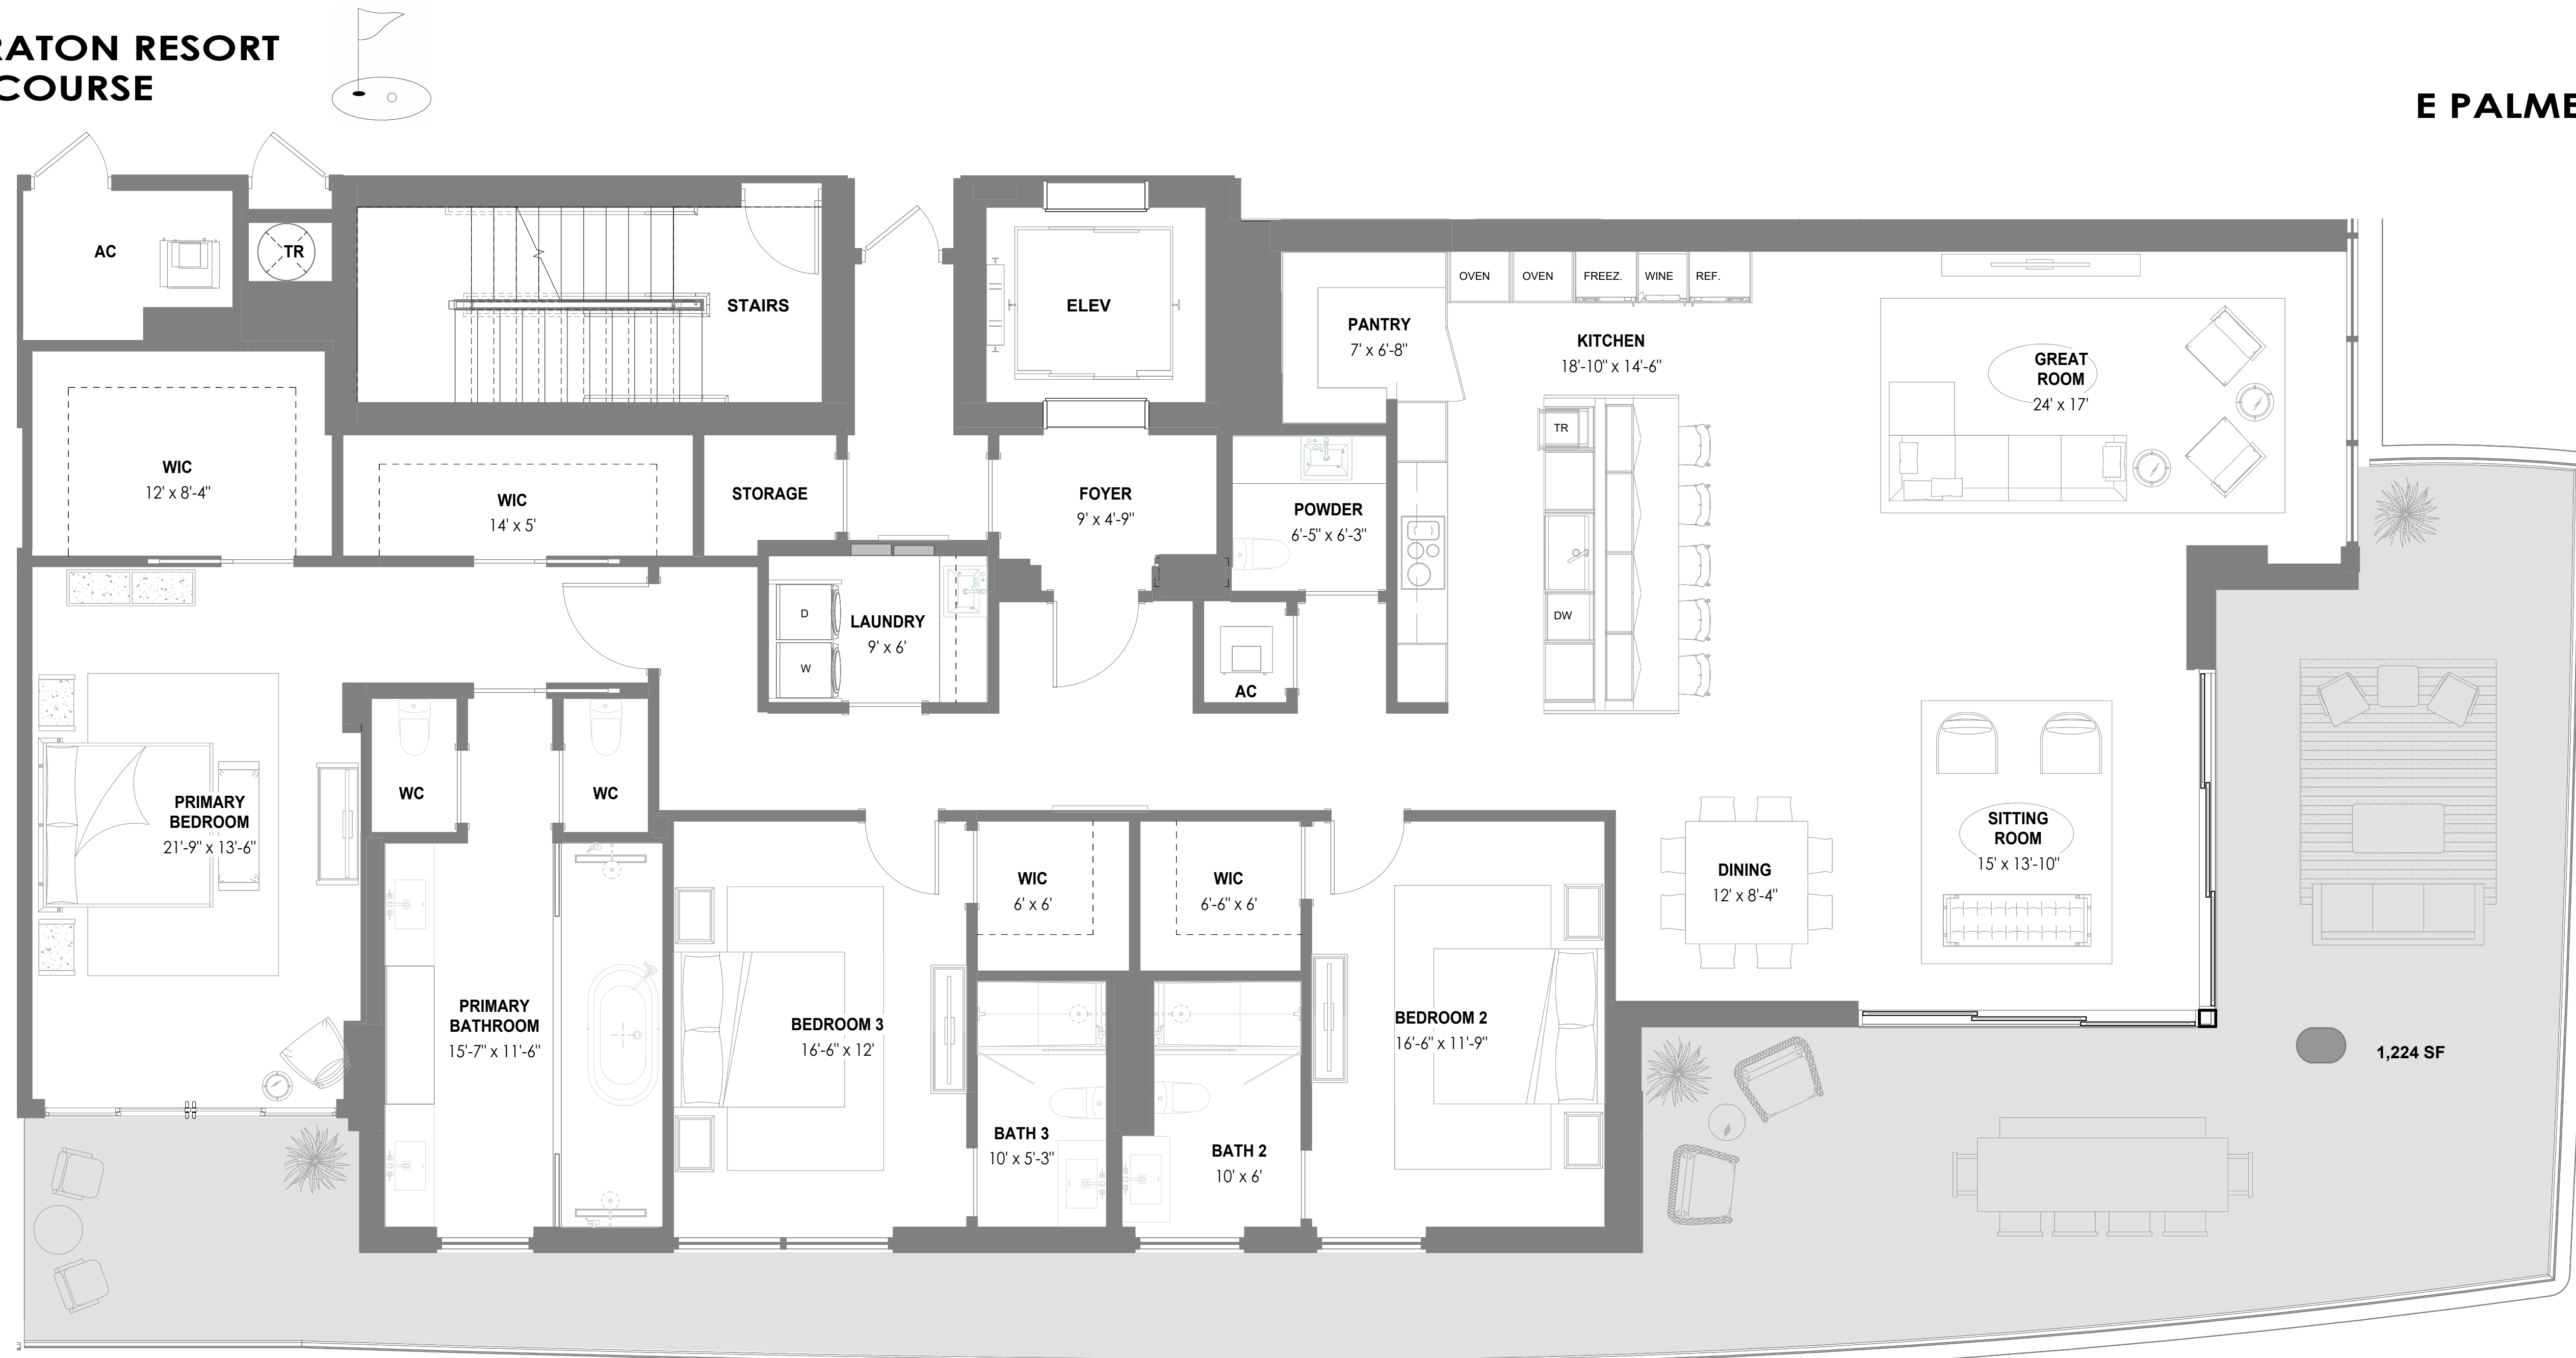 RATON RESORT
COURSE
E PALME
AC
TR
STAIRS
ELEV
OVEN
OVEN
FREEZ.
WINE
REF.
PANTRY
7' x 6'-8"
KITCHEN
18'-10" x 14'-6"
GREAT
ROOM
24' x 17'
WIC
12' x 8'-4"
WIC
14' x 5'
STORAGE
FOYER
9' x 4'-9"
POWDER
6'-5" x 6'-3"
TR
DW
D
W
LAUNDRY
9' x 6'
AC
WC
WC
PRIMARY
BEDROOM
21'-9" x 13'-6"
PRIMARY
BATHROOM
15'-7" x 11'-6"
BEDROOM 3
16'-6" x 12'
WIC
6' x 6'
WIC
6'-6" x 6'
BATH 3
10' x 5'-3"
BATH 2
10' x 6'
BEDROOM 2
16'-6" x 11'-9"
DINING
12' x 8'-4"
SITTING
ROOM
15' x 13'-10"
1,224 SF